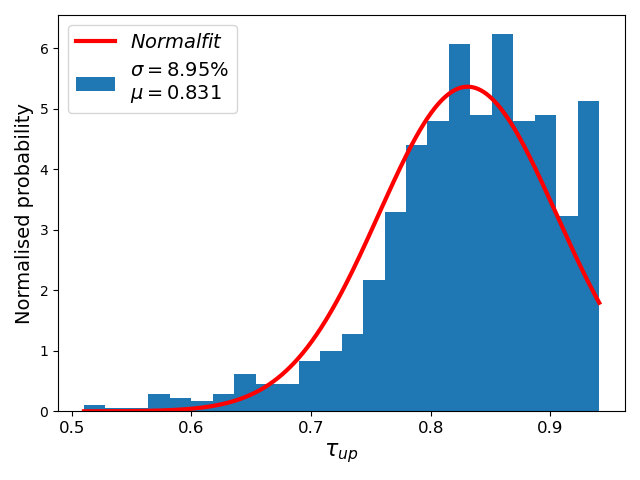 Normalfit
σ = 8.95%
μ = 0.831
Normalised probability
6
5
4
3
2
1
0
0.5 0.6 0.7 0.8 0.9
τup